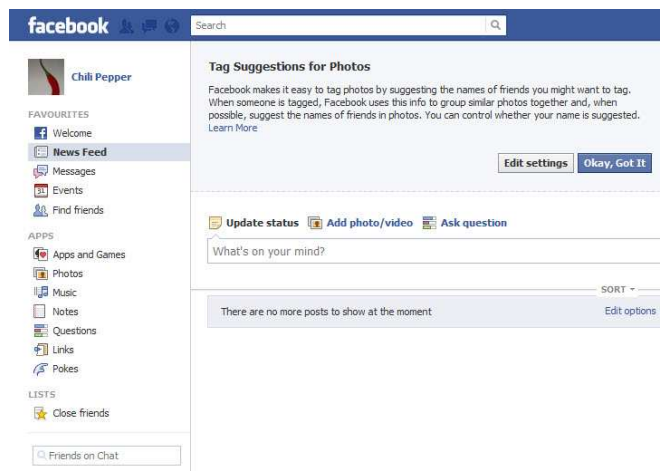 facebook
Search
Chili Pepper
FAVOURITES
Welcome
News Feed
Messages
31 Events
Find friends
APPS
Apps and Games
Photos
Music
Notes
Questions
Links
Pokes
LISTS
Close friends
Friends on Chat
Tag Suggestions for Photos
Facebook makes it easy to tag photos by suggesting the names of friends you might want to tag.
When someone is tagged, Facebook uses this info to group similar photos together and, when
possible, suggest the names of friends in photos. You can control whether your name is suggested.
Learn More
Edit settings Okay, Got It
Update status Add photo/video Ask question
What's on your mind?
SORT
There are no more posts to show at the moment Edit options